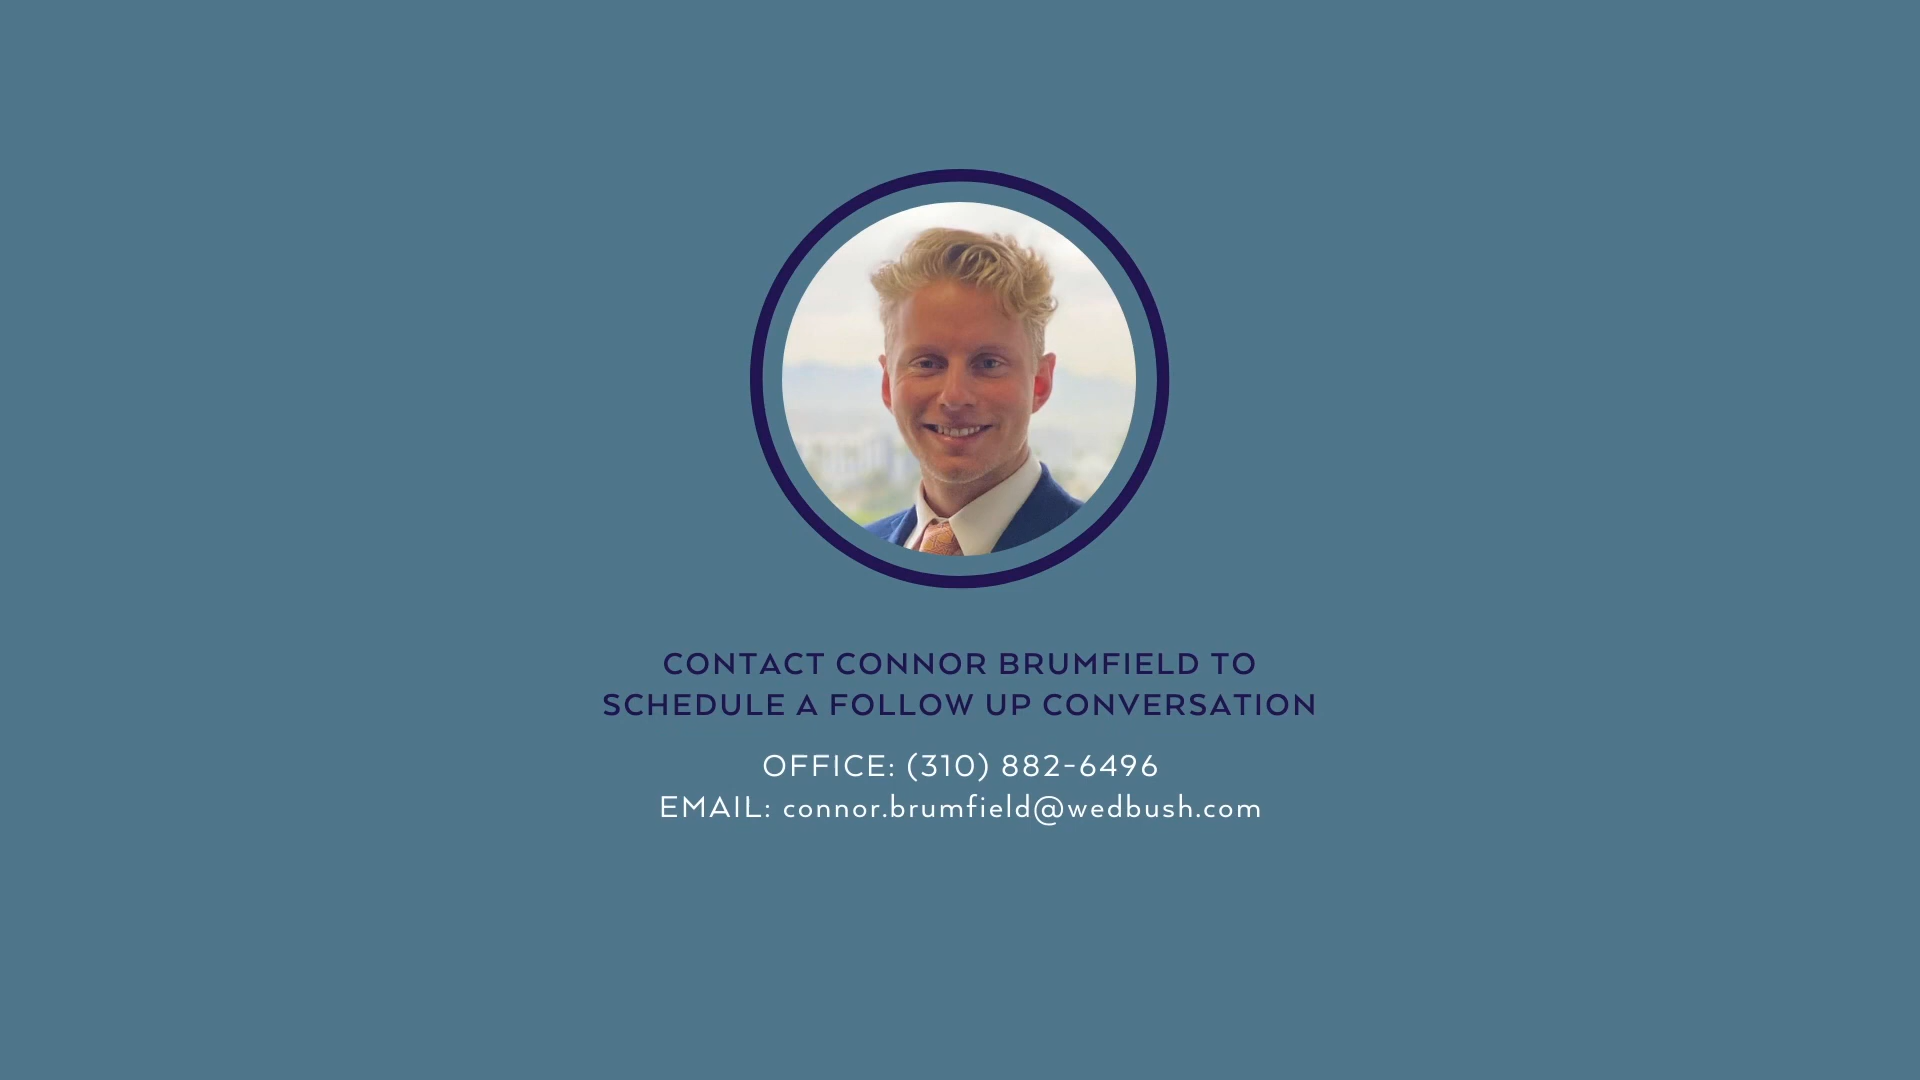 CONTACT CONNOR BRUMFIELD TO
SCHEDULE A FOLLOW UP CONVERSATION
OFFICE: (310) 882-6496
EMAIL: connor.brumfield@wedbush.com